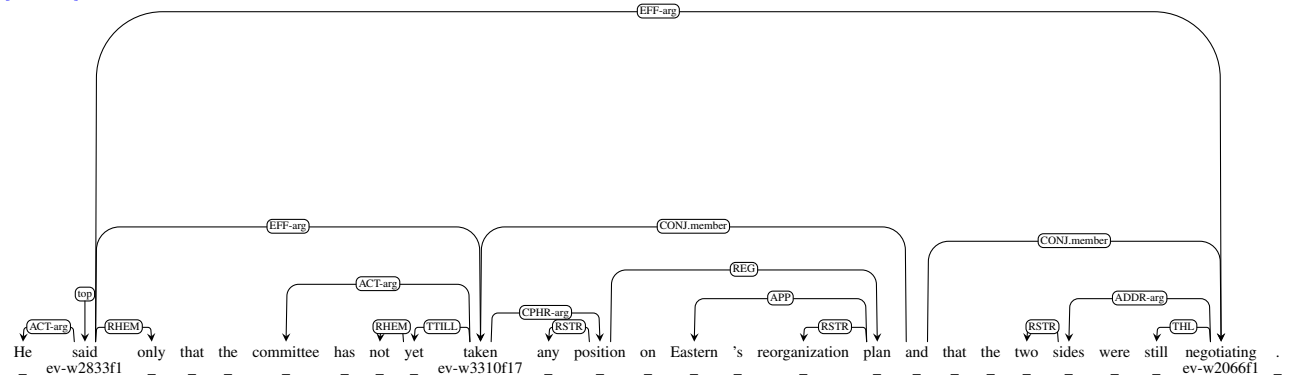 EFF-arg
EFF-arg CONJ.member
CONJ.member
REG
ACT-arg
top APP ADDR-arg
CPHR-arg
ACT-arg RHEM RHEM TTILL RSTR RSTR RSTR THL
He said only that the committee has not yet taken any position on Eastern 's reorganization plan and that the two sides were still negotiating .
_ ev-w2833f1 _ _ _ _ _ _ _ ev-w3310f17 _ _ _ _ _ _ _ _ _ _ _ _ _ _ ev-w2066f1 _